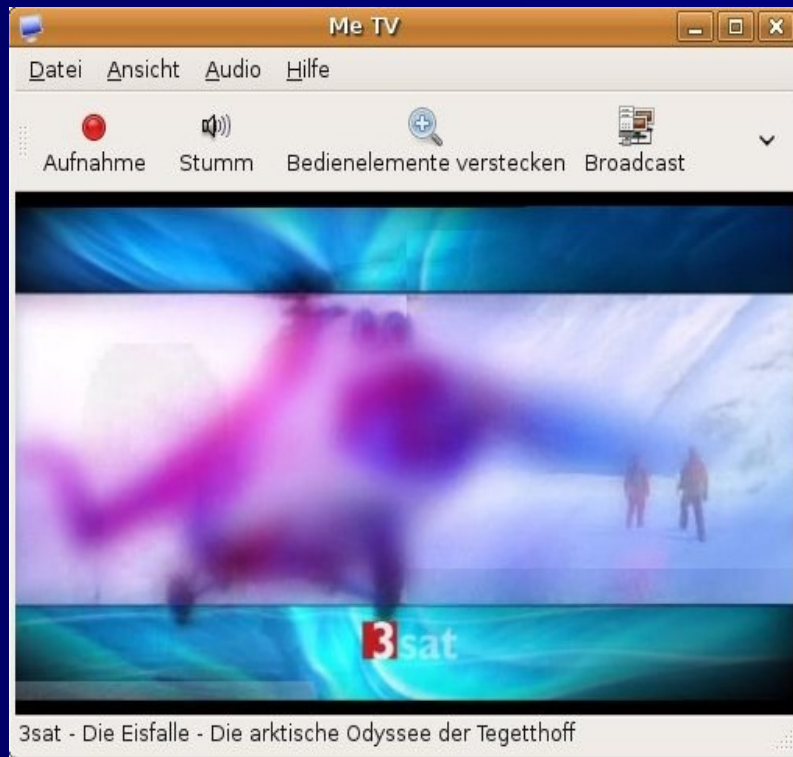 Me TV
Datei Ansicht Audio Hilfe
Aufnahme Stumm Bedienelemente verstecken Broadcast
3sat
3sat - Die Eisfalle - Die arktische Odyssee der Tegetthoff